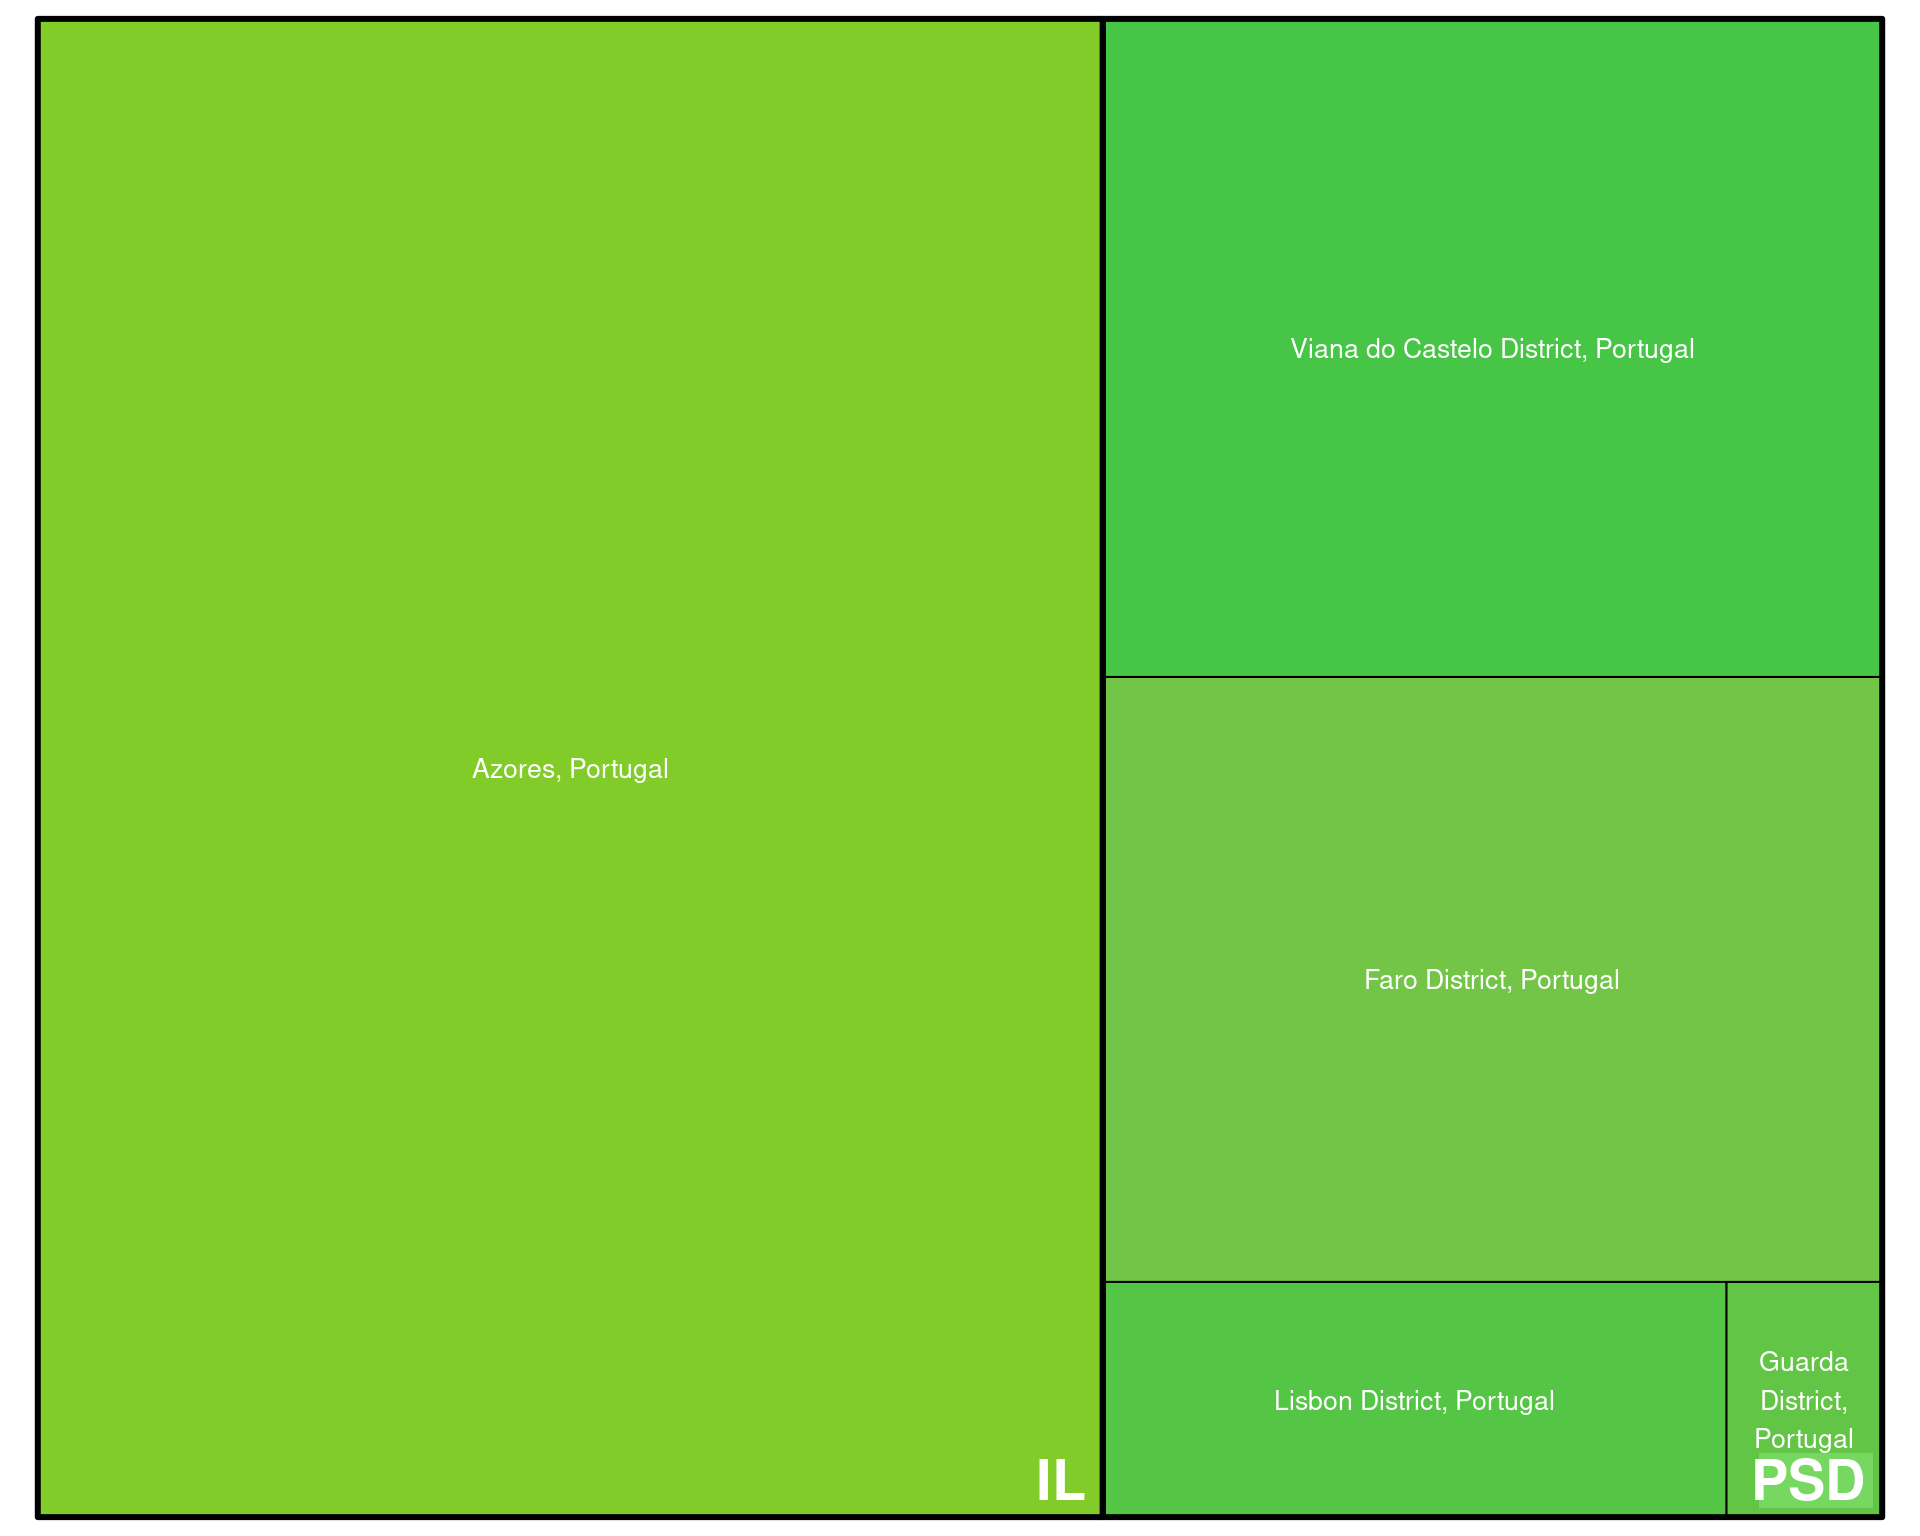 Azores, Portugal
IL
Viana do Castelo District, Portugal
Faro District, Portugal
Lisbon District, Portugal
Guarda
District,
Portugal
PSD